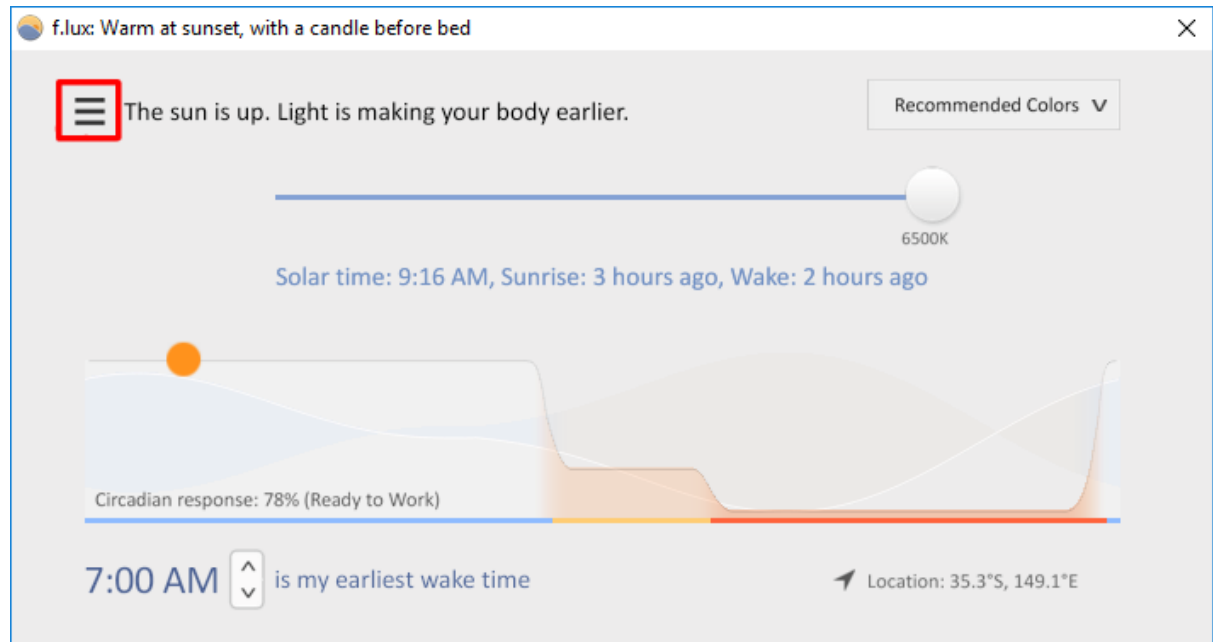 f.lux: Warm at sunset, with a candle before bed
The sun is up. Light is making your body earlier.
Recommended Colors
6500K
Solar time: 9:16 AM, Sunrise: 3 hours ago, Wake: 2 hours ago
Circadian response: 78% (Ready to Work)
7:00 AM is my earliest wake time
Location: 35.3°S, 149.1°E